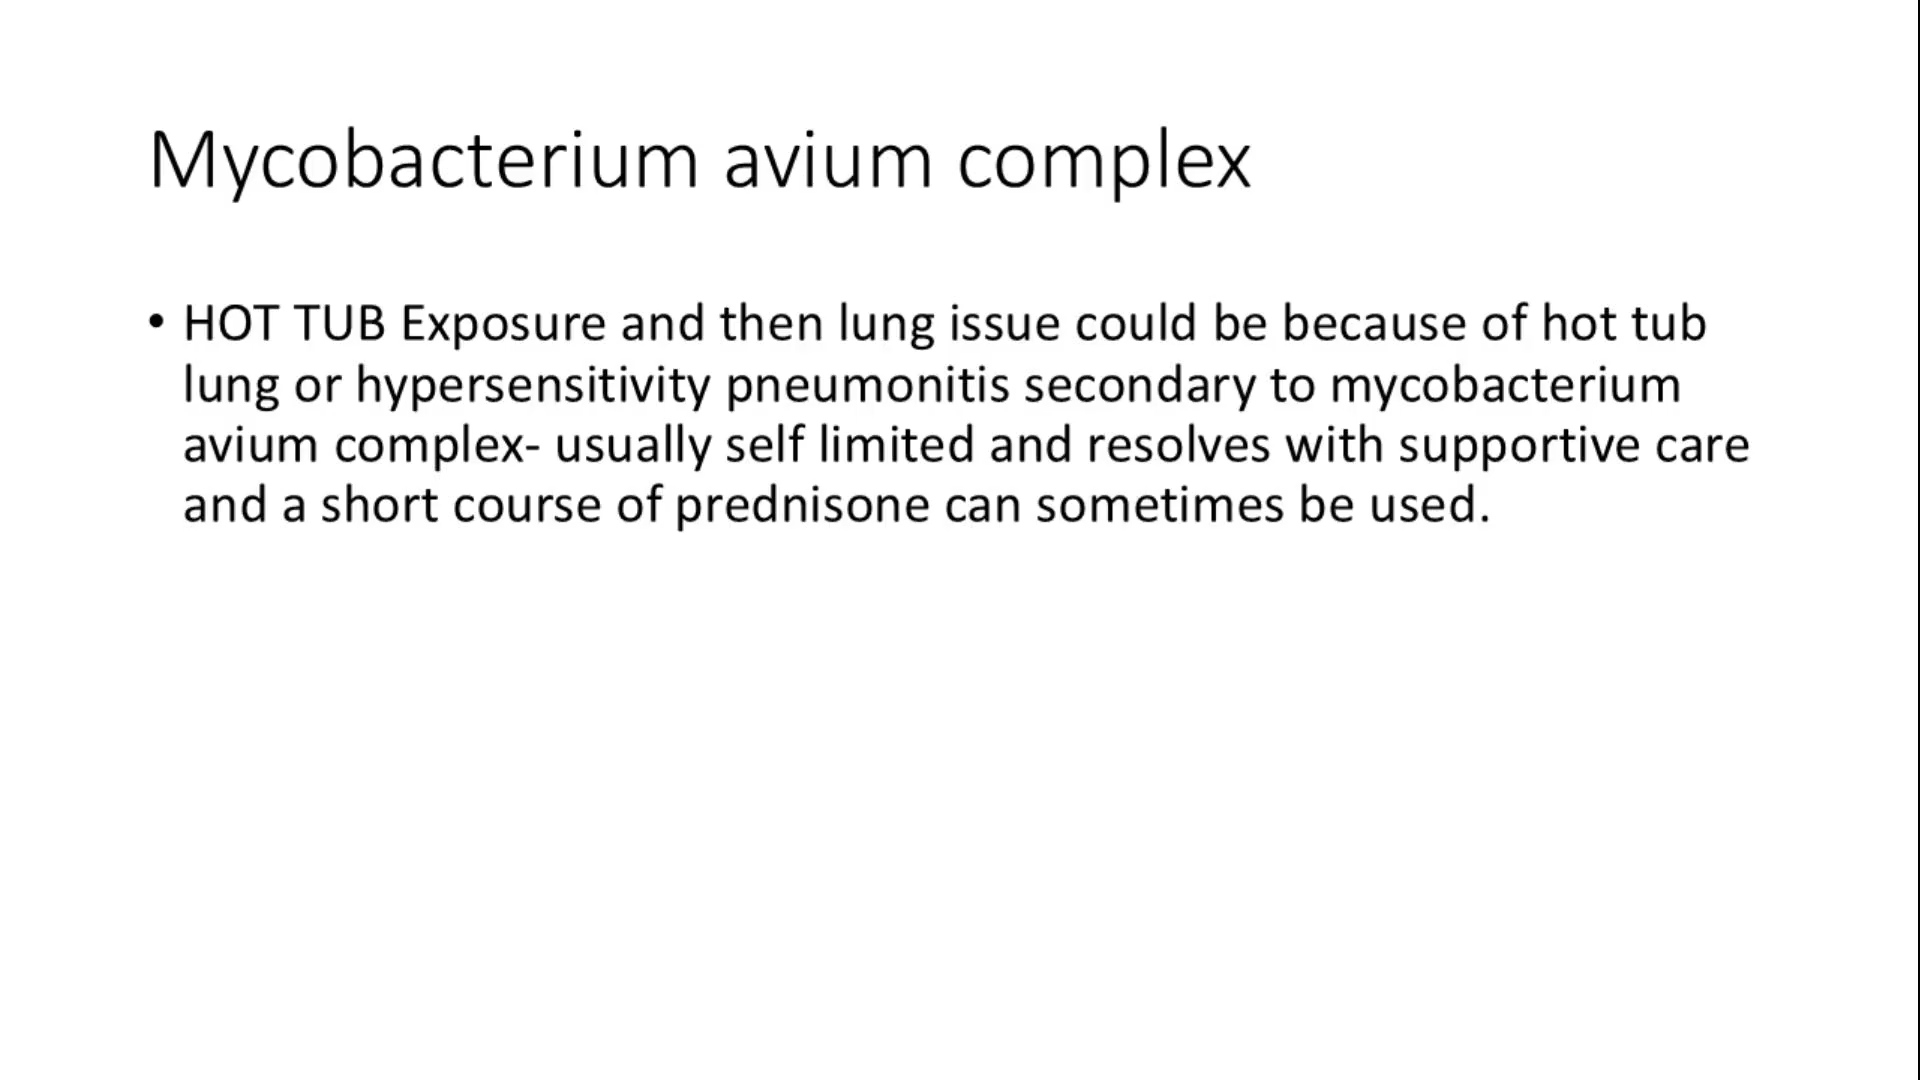 Mycobacterium avium complex
• HOT TUB Exposure and then lung issue could be because of hot tub
lung or hypersensitivity pneumonitis secondary to mycobacterium
avium complex- usually self limited and resolves with supportive care
and a short course of prednisone can sometimes be used.